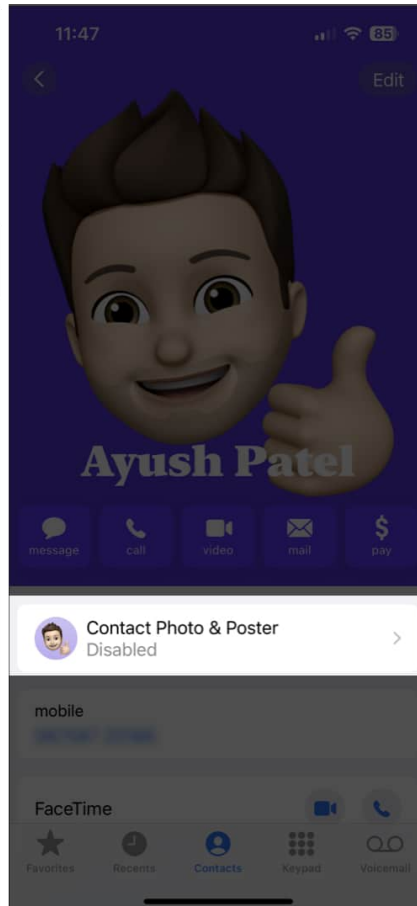 11:47
85
Edit
Ayush Patel
message call video mail pay
Contact Photo & Poster
Disabled
mobile
FaceTime
Favorites Recents Contacts Keypad Voicemail